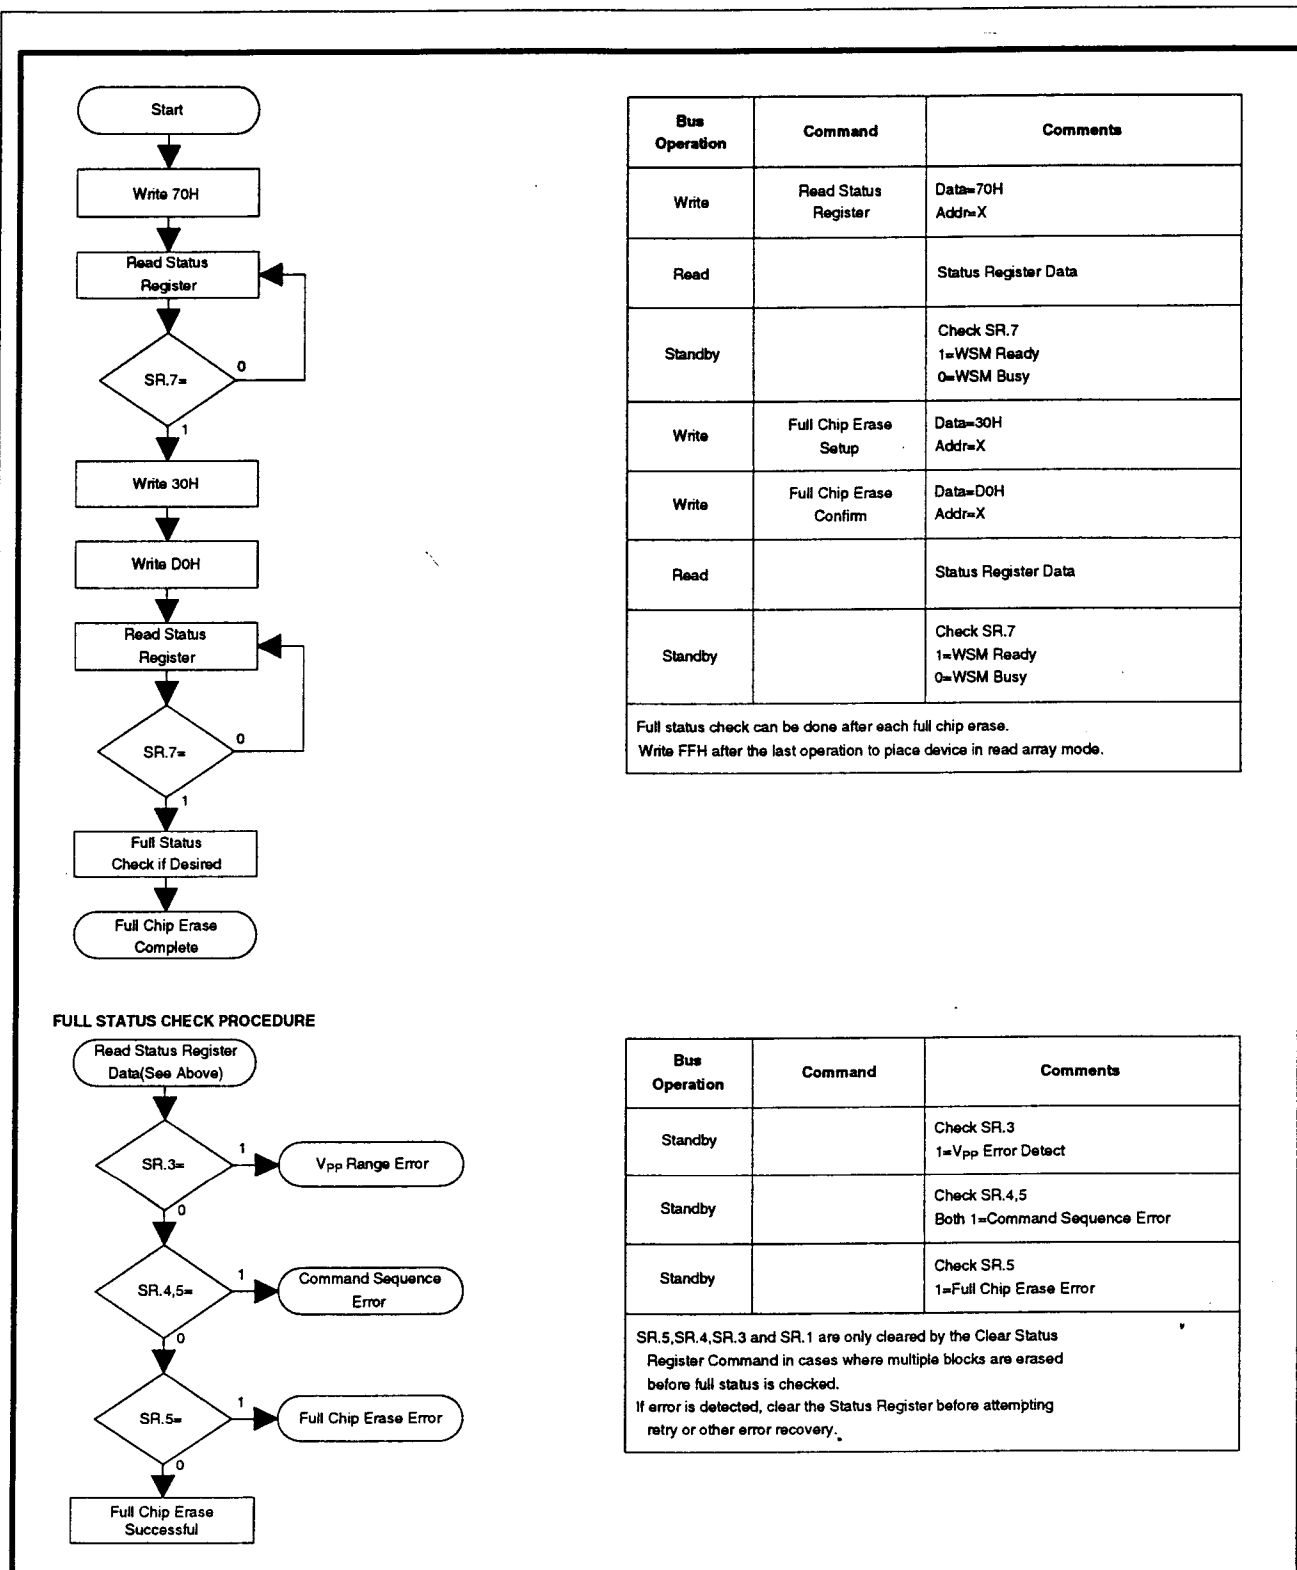 Start
Write 70H
Read Status
Register
SR.7=
0
1
Write 30H
Write D0H
Read Status
Register
SR.7=
0
1
Full Status
Check if Desired
Full Chip Erase
Complete
Bus
Operation
Command
Comments
Write
Read Status
Register
Data=70H
Addr=X
Read
Status Register Data
Standby
Check SR.7
1=WSM Ready
0=WSM Busy
Write
Full Chip Erase
Setup
Data=30H
Addr=X
Write
Full Chip Erase
Confirm
Data=D0H
Addr=X
Read
Status Register Data
Standby
Check SR.7
1=WSM Ready
0=WSM Busy
Full status check can be done after each full chip erase.
Write FFH after the last operation to place device in read array mode.
FULL STATUS CHECK PROCEDURE
Read Status Register
Data(See Above)
SR.3=
1
VPP Range Error
0
SR.4,5=
1
Command Sequence
Error
0
SR.5=
1
Full Chip Erase Error
0
Full Chip Erase
Successful
Bus
Operation
Command
Comments
Standby
Check SR.3
1=VPP Error Detect
Standby
Check SR.4,5
Both 1=Command Sequence Error
Standby
Check SR.5
1=Full Chip Erase Error
SR.5,SR.4,SR.3 and SR.1 are only cleared by the Clear Status
Register Command in cases where multiple blocks are erased
before full status is checked.
If error is detected, clear the Status Register before attempting
retry or other error recovery.